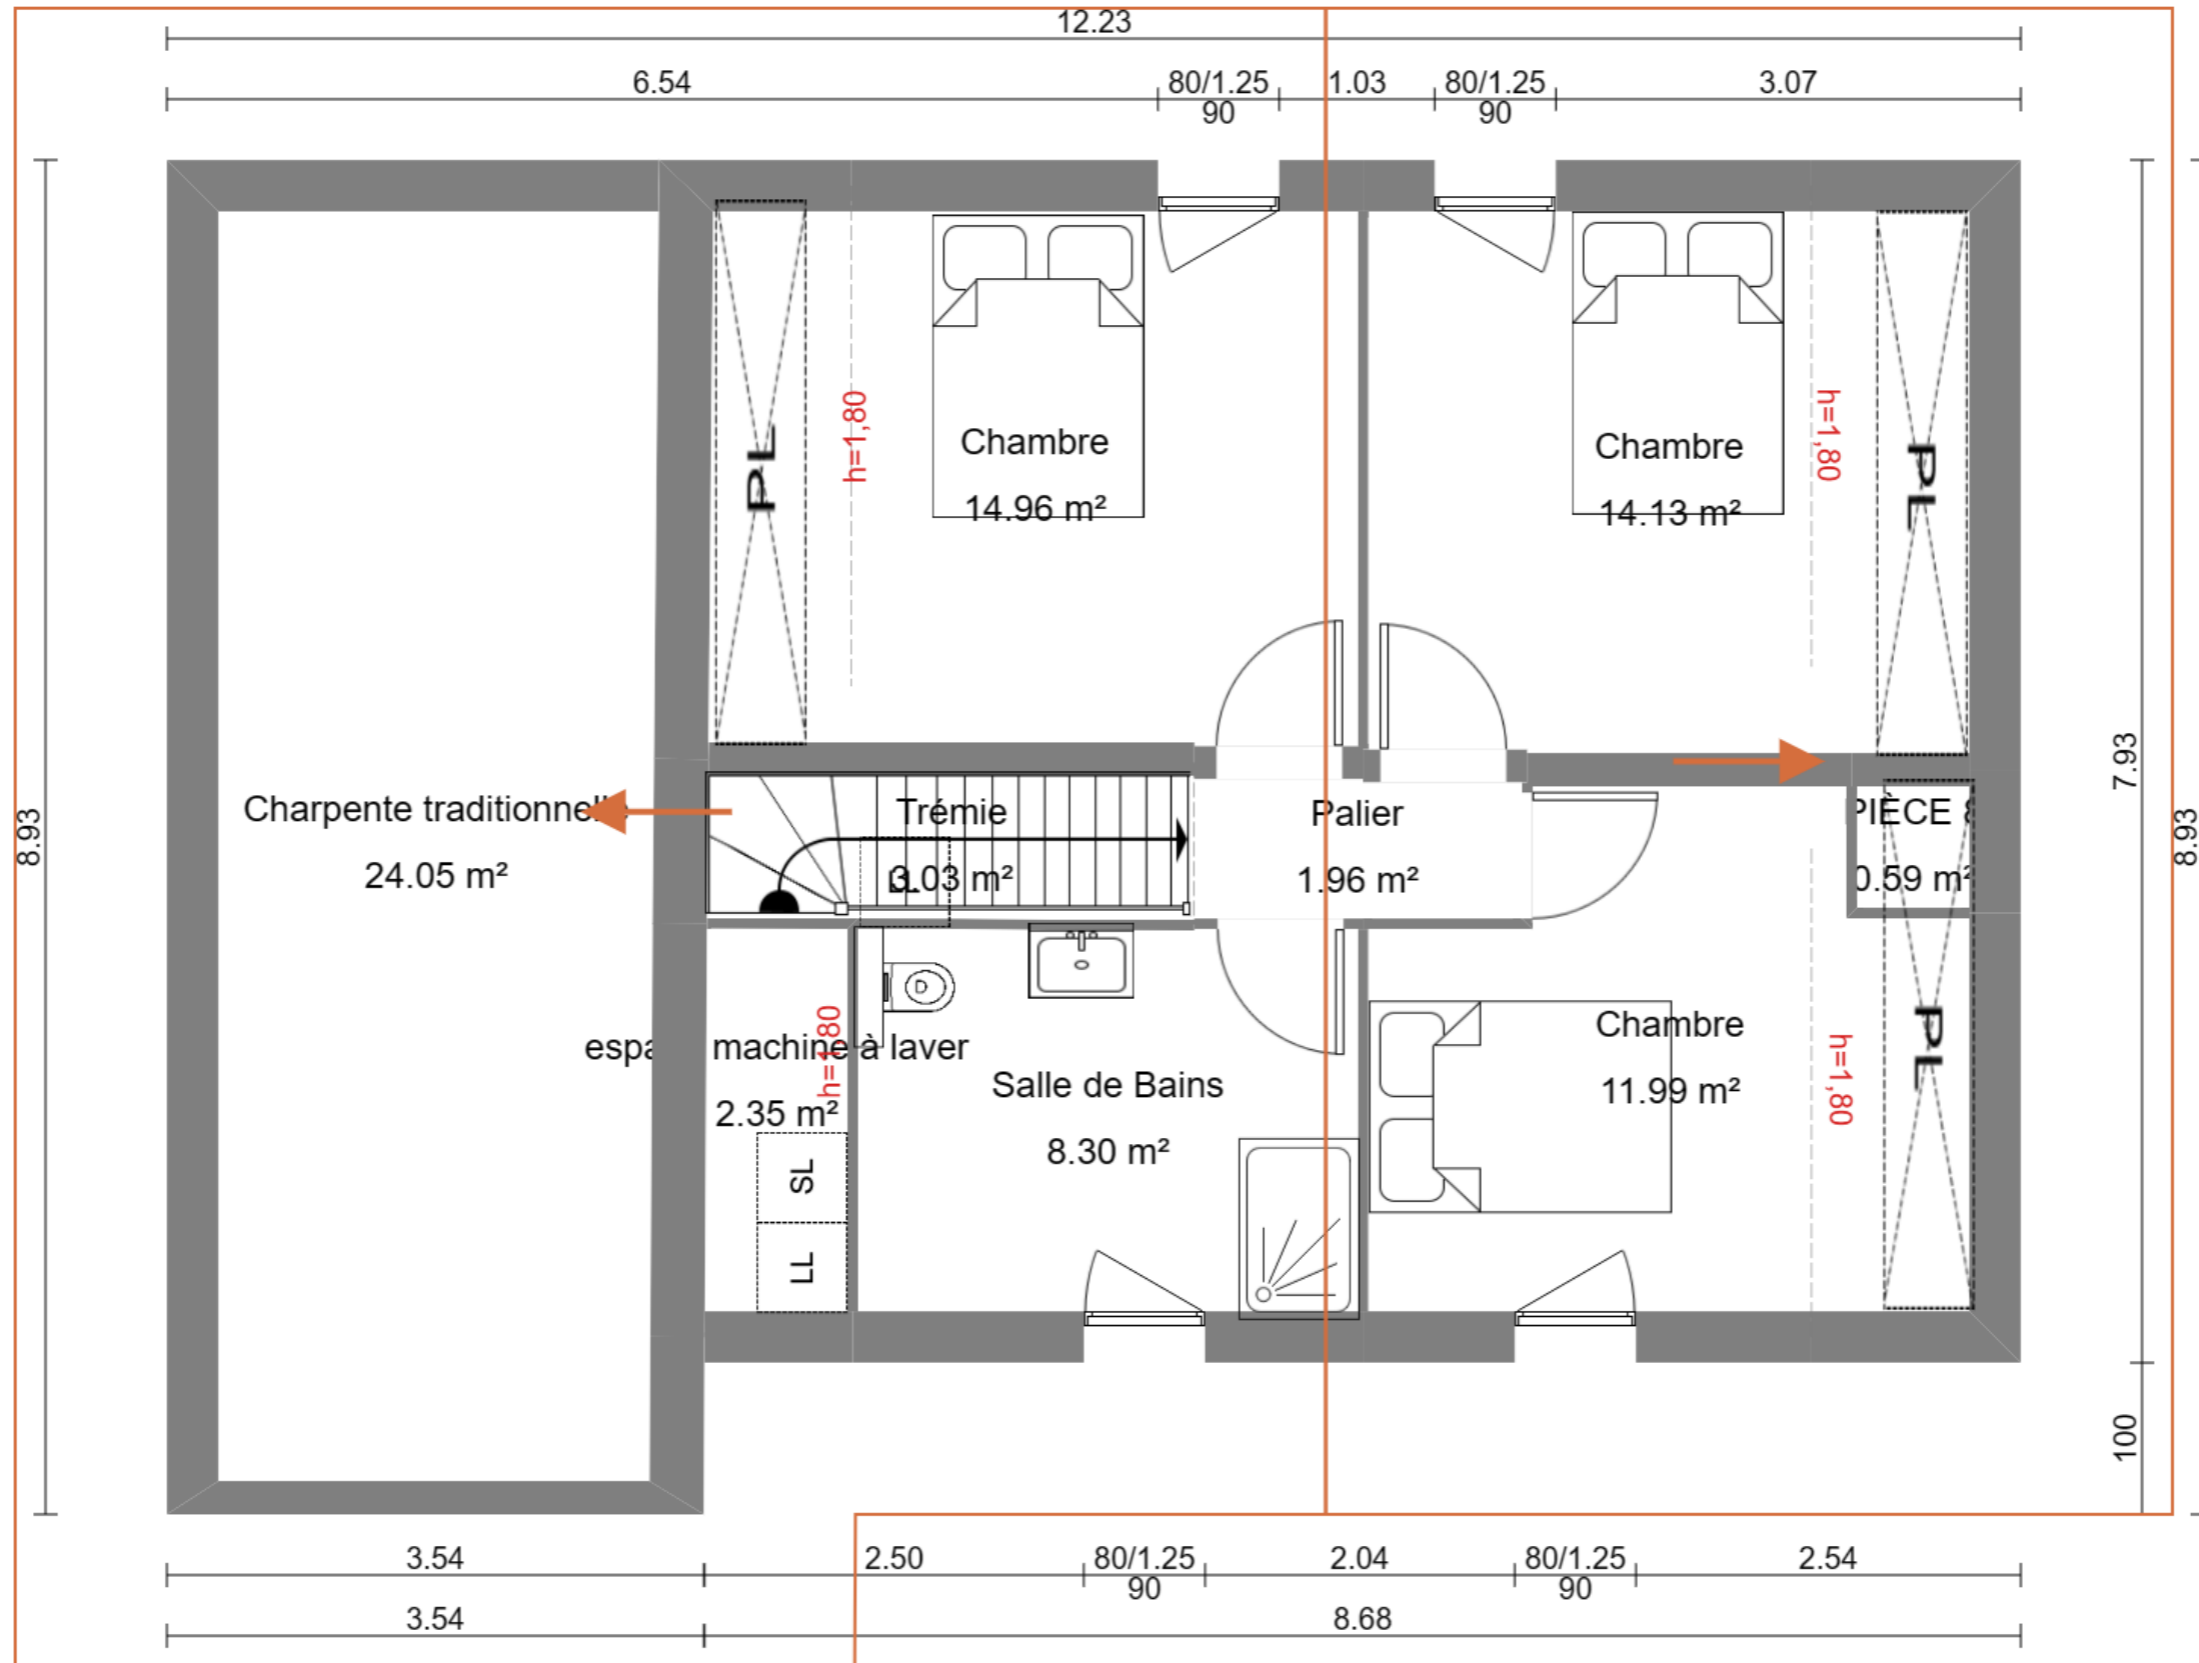 12.23
6.54
80/1.25
90
1.03
80/1.25
90
3.07
8.93
7.93
8.93
100
PL
h=1,80
Chambre
14.96 m²
Chambre
14.13 m²
h=1,80
PL
Charpente traditionnelle
24.05 m²
Trémie
3.03 m²
Palier
1.96 m²
PIÈCE 8
0.59 m²
machine à laver
2.35 m²
h=1,80
SL
LL
Salle de Bains
8.30 m²
Chambre
11.99 m²
h=1,80
PL
3.54
2.50
80/1.25
90
2.04
80/1.25
90
2.54
3.54
8.68